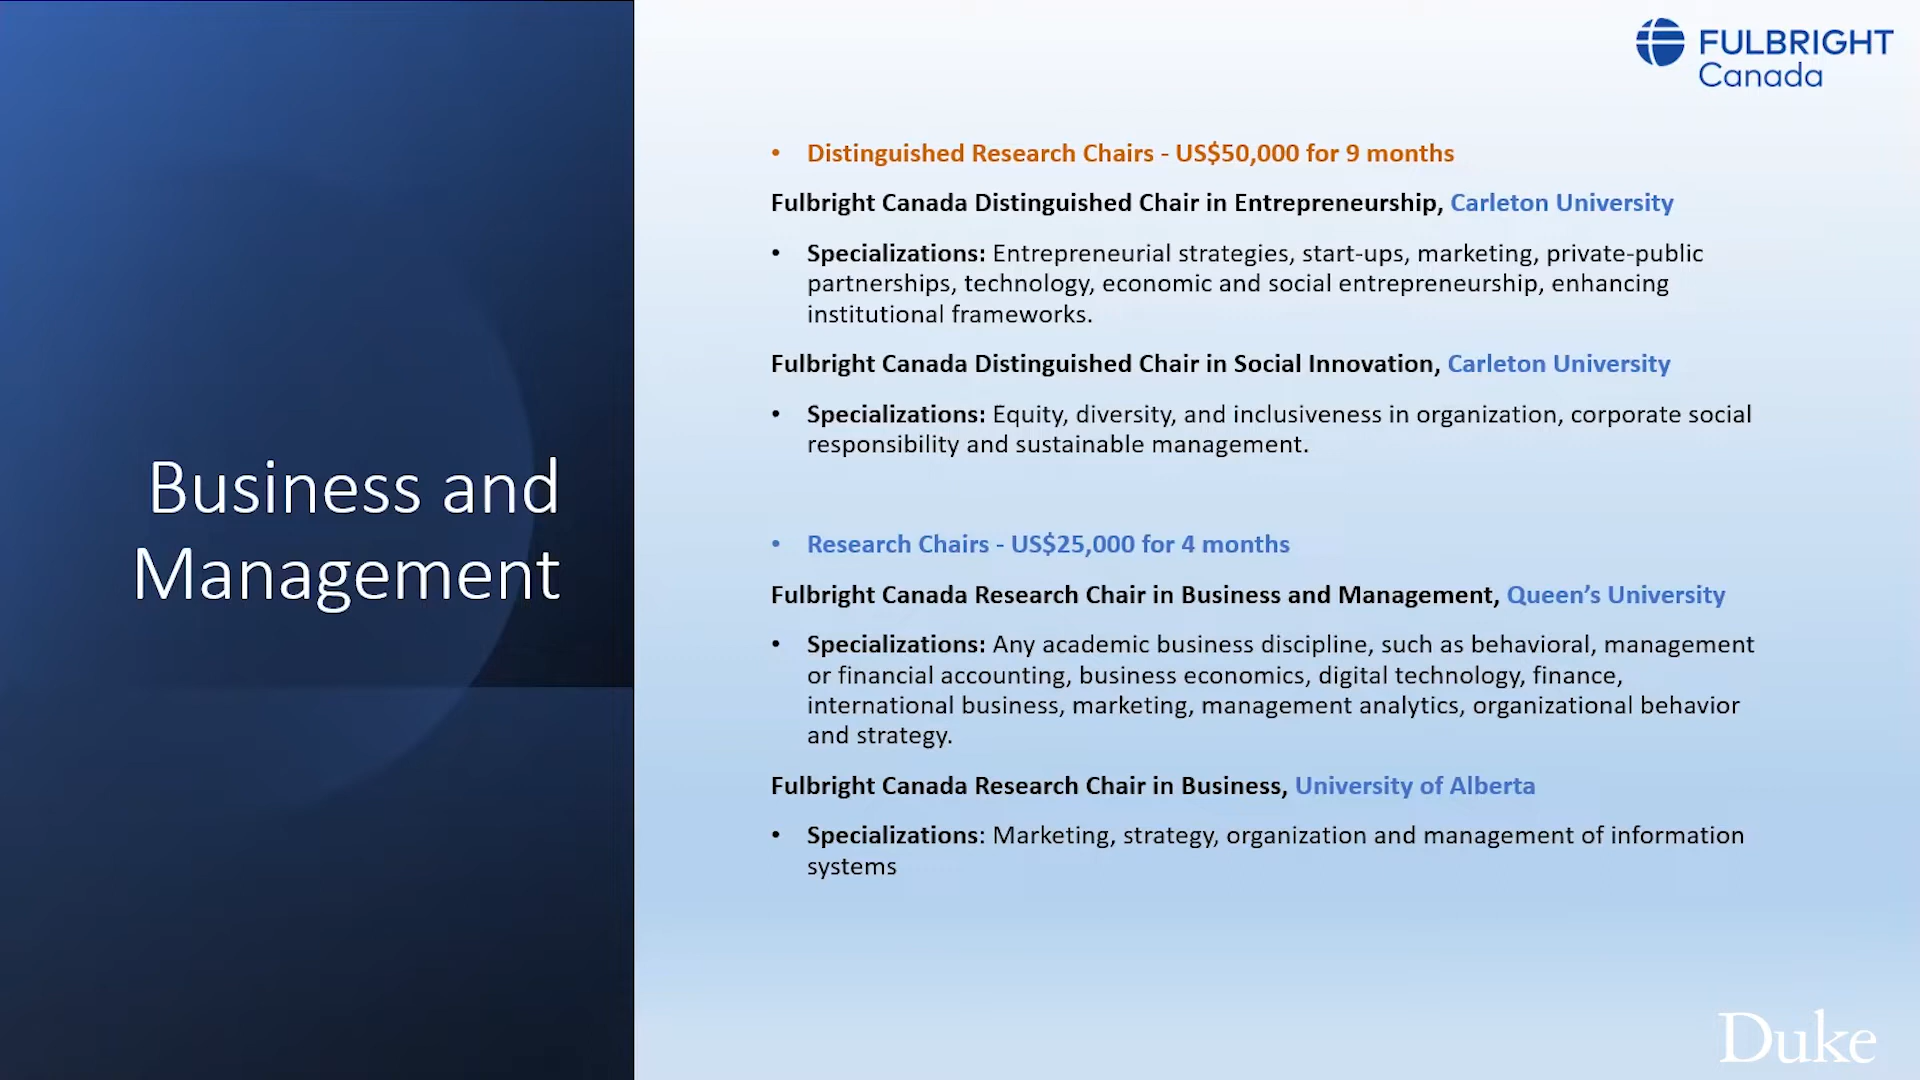 FULBRIGHT
Canada
Business and
Management
• Distinguished Research Chairs - US$50,000 for 9 months
Fulbright Canada Distinguished Chair in Entrepreneurship, Carleton University
• Specializations: Entrepreneurial strategies, start-ups, marketing, private-public
partnerships, technology, economic and social entrepreneurship, enhancing
institutional frameworks.
Fulbright Canada Distinguished Chair in Social Innovation, Carleton University
• Specializations: Equity, diversity, and inclusiveness in organization, corporate social
responsibility and sustainable management.
• Research Chairs - US$25,000 for 4 months
Fulbright Canada Research Chair in Business and Management, Queen’s University
• Specializations: Any academic business discipline, such as behavioral, management
or financial accounting, business economics, digital technology, finance,
international business, marketing, management analytics, organizational behavior
and strategy.
Fulbright Canada Research Chair in Business, University of Alberta
• Specializations: Marketing, strategy, organization and management of information
systems
Duke